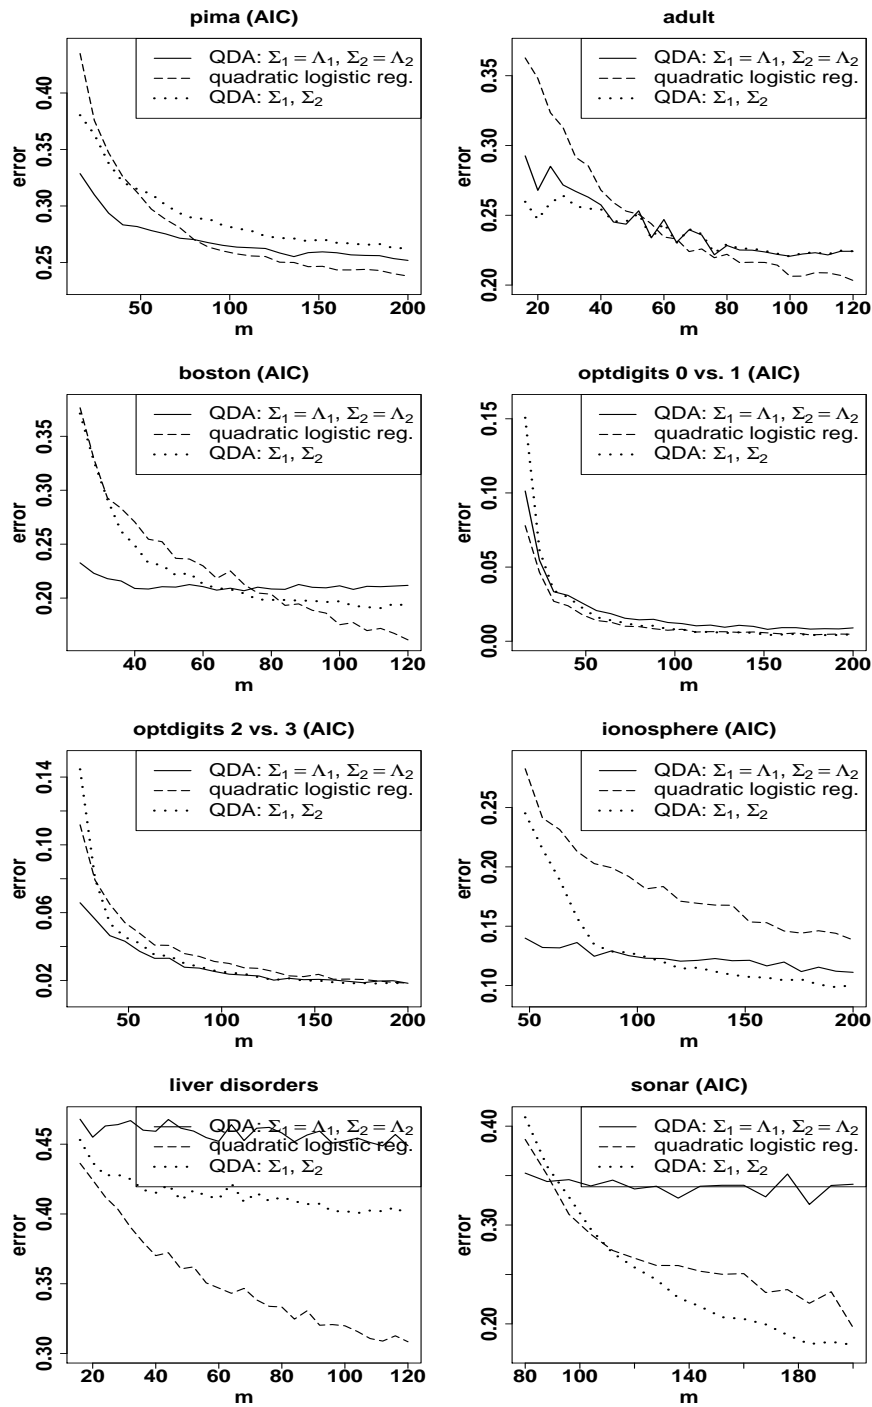 pima (AIC)
QDA: Σ1 = Λ1, Σ2 = Λ2
quadratic logistic reg.
QDA: Σ1, Σ2
error
0.25 0.30 0.35 0.40
50 100 150 200
m
adult
QDA: Σ1 = Λ1, Σ2 = Λ2
quadratic logistic reg.
QDA: Σ1, Σ2
error
0.20 0.25 0.30 0.35
20 40 60 80 100 120
m
boston (AIC)
QDA: Σ1 = Λ1, Σ2 = Λ2
quadratic logistic reg.
QDA: Σ1, Σ2
error
0.20 0.25 0.30 0.35
40 60 80 100 120
m
optdigits 0 vs. 1 (AIC)
QDA: Σ1 = Λ1, Σ2 = Λ2
quadratic logistic reg.
QDA: Σ1, Σ2
error
0.00 0.05 0.10 0.15
50 100 150 200
m
optdigits 2 vs. 3 (AIC)
QDA: Σ1 = Λ1, Σ2 = Λ2
quadratic logistic reg.
QDA: Σ1, Σ2
error
0.02 0.06 0.10 0.14
50 100 150 200
m
ionosphere (AIC)
QDA: Σ1 = Λ1, Σ2 = Λ2
quadratic logistic reg.
QDA: Σ1, Σ2
error
0.10 0.15 0.20 0.25
50 100 150 200
m
liver disorders
QDA: Σ1 = Λ1, Σ2 = Λ2
quadratic logistic reg.
QDA: Σ1, Σ2
error
0.30 0.35 0.40 0.45
20 40 60 80 100 120
m
sonar (AIC)
QDA: Σ1 = Λ1, Σ2 = Λ2
quadratic logistic reg.
QDA: Σ1, Σ2
error
0.20 0.30 0.40
80 100 140 180
m